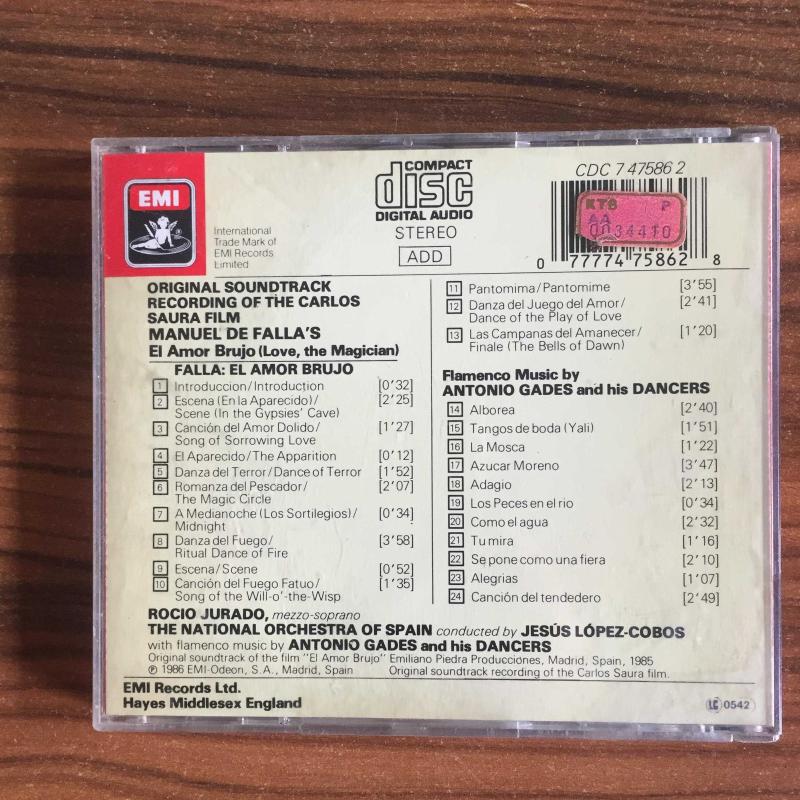 EMI
International
Trade Mark of
EMI Records
Limited
COMPACT
disc
DIGITAL AUDIO
STEREO
ADD
CDC 7 47586 2
KTS P
AA
0034410
0 77774 75862 8
ORIGINAL SOUNDTRACK
RECORDING OF THE CARLOS
SAURA FILM
MANUEL DE FALLA'S
El Amor Brujo (Love, the Magician)
FALLA: EL AMOR BRUJO
1 Introduccion/Introduction [0'32]
2 Escena (En la Aparecido)/ [2'25]
Scene (In the Gypsies' Cave)
3 Canción del Amor Dolido/ [1'27]
Song of Sorrowing Love
4 El Aparecido/The Apparition [0'12]
5 Danza del Terror/Dance of Terror [1'52]
6 Romanza del Pescador/ [2'07]
The Magic Circle
7 A Medianoche (Los Sortilegios)/ [0'34]
Midnight
8 Danza del Fuego/ [3'58]
Ritual Dance of Fire
9 Escena/Scene [0'52]
10 Canción del Fuego Fatuo/ [1'35]
Song of the Will-o'-the-Wisp
11 Pantomima/Pantomime [3'55]
12 Danza del Juego del Amor/ [2'41]
Dance of the Play of Love
13 Las Campanas del Amanecer/ [1'20]
Finale (The Bells of Dawn)
Flamenco Music by
ANTONIO GADES and his DANCERS
14 Alborea [2'40]
15 Tangos de boda (Yali) [1'51]
16 La Mosca [1'22]
17 Azucar Moreno [3'47]
18 Adagio [2'13]
19 Los Peces en el rio [0'34]
20 Como el agua [2'32]
21 Tu mira [1'16]
22 Se pone como una fiera [2'10]
23 Alegrias [1'07]
24 Canción del tendedero [2'49]
ROCIO JURADO, mezzo-soprano
THE NATIONAL ORCHESTRA OF SPAIN conducted by JESÚS LÓPEZ-COBOS
with flamenco music by ANTONIO GADES and his DANCERS
Original soundtrack of the film "El Amor Brujo" Emiliano Piedra Producciones, Madrid, Spain, 1985
℗ 1986 EMI-Odeon, S.A., Madrid, Spain Original soundtrack recording of the Carlos Saura film.
EMI Records Ltd.
Hayes Middlesex England
LC 0542